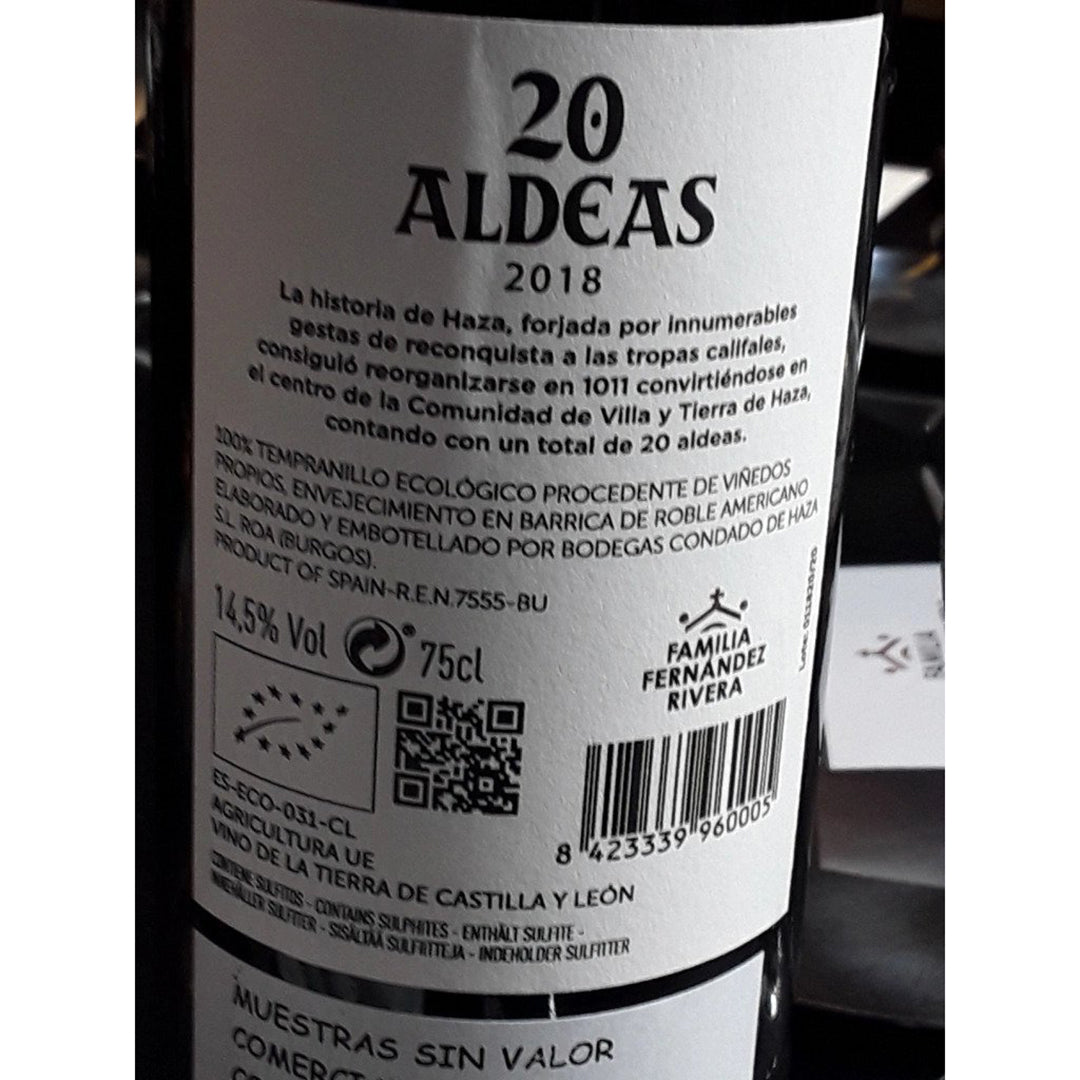 20
ALDEAS
2018
La historia de Haza, forjada por innumerables
gestas de reconquista a las tropas califales,
consiguió reorganizarse en 1011 convirtiéndose en
el centro de la Comunidad de Villa y Tierra de Haza,
contando con un total de 20 aldeas.
100% TEMPRANILLO ECOLÓGICO PROCEDENTE DE VIÑEDOS
PROPIOS, ENVEJECIMIENTO EN BARRICA DE ROBLE AMERICANO
ELABORADO Y EMBOTELLADO POR BODEGAS CONDADO DE HAZA
S.L. ROA (BURGOS).
PRODUCT OF SPAIN-R.E.N.7555-BU
14,5% Vol 75cl
FAMILIA
FERNÁNDEZ
RIVERA
Lote: 011820/20
8 423339 960005
ES-ECO-031-CL
AGRICULTURA UE
VINO DE LA TIERRA DE CASTILLA Y LEÓN
CONTIENE SULFITOS - CONTAINS SULPHITES - ENTHÄLT SULFITE -
INNEHÅLLER SULFITER - SISÄLTÄÄ SULFIITTEJA - INDEHOLDER SULFITTER
MUESTRAS SIN VALOR